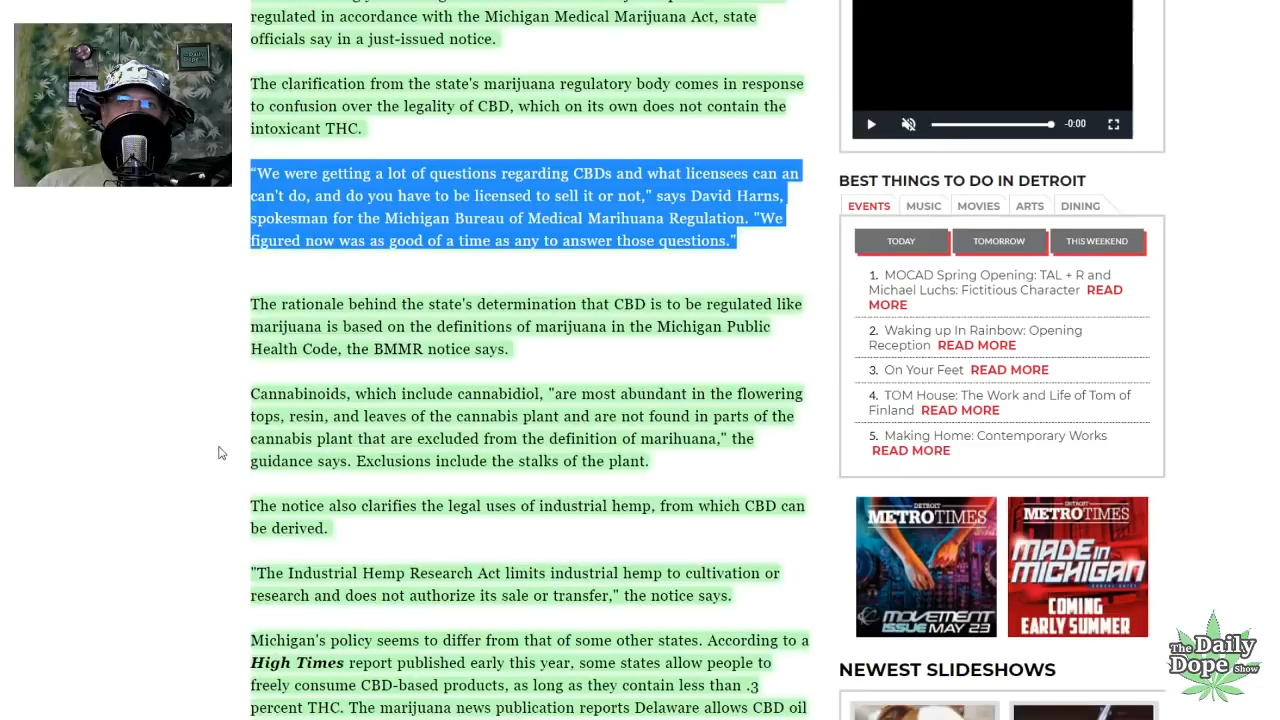 regulated in accordance with the Michigan Medical Marijuana Act, state
officials say in a just-issued notice.
The clarification from the state's marijuana regulatory body comes in response
to confusion over the legality of CBD, which on its own does not contain the
intoxicant THC.
“We were getting a lot of questions regarding CBDs and what licensees can an
can't do, and do you have to be licensed to sell it or not," says David Harns,
spokesman for the Michigan Bureau of Medical Marihuana Regulation. "We
figured now was as good of a time as any to answer those questions."
The rationale behind the state's determination that CBD is to be regulated like
marijuana is based on the definitions of marijuana in the Michigan Public
Health Code, the BMMR notice says.
Cannabinoids, which include cannabidiol, "are most abundant in the flowering
tops, resin, and leaves of the cannabis plant and are not found in parts of the
cannabis plant that are excluded from the definition of marihuana," the
guidance says. Exclusions include the stalks of the plant.
The notice also clarifies the legal uses of industrial hemp, from which CBD can
be derived.
"The Industrial Hemp Research Act limits industrial hemp to cultivation or
research and does not authorize its sale or transfer," the notice says.
Michigan's policy seems to differ from that of some other states. According to a
High Times report published early this year, some states allow people to
freely consume CBD-based products, as long as they contain less than .3
percent THC. The marijuana news publication reports Delaware allows CBD oil
-0:00
BEST THINGS TO DO IN DETROIT
EVENTS MUSIC MOVIES ARTS DINING
TODAY TOMORROW THIS WEEKEND
1. MOCAD Spring Opening: TAL + R and
Michael Luchs: Fictitious Character READ
MORE
2. Waking up In Rainbow: Opening
Reception READ MORE
3. On Your Feet READ MORE
4. TOM House: The Work and Life of Tom of
Finland READ MORE
5. Making Home: Contemporary Works
READ MORE
DETROIT
METROTIMES
MOVEMENT
ISSUE MAY 23
DETROIT
METROTIMES
MADE IN
MICHIGAN
COMING
EARLY SUMMER
NEWEST SLIDESHOWS
The Daily
Dope Show